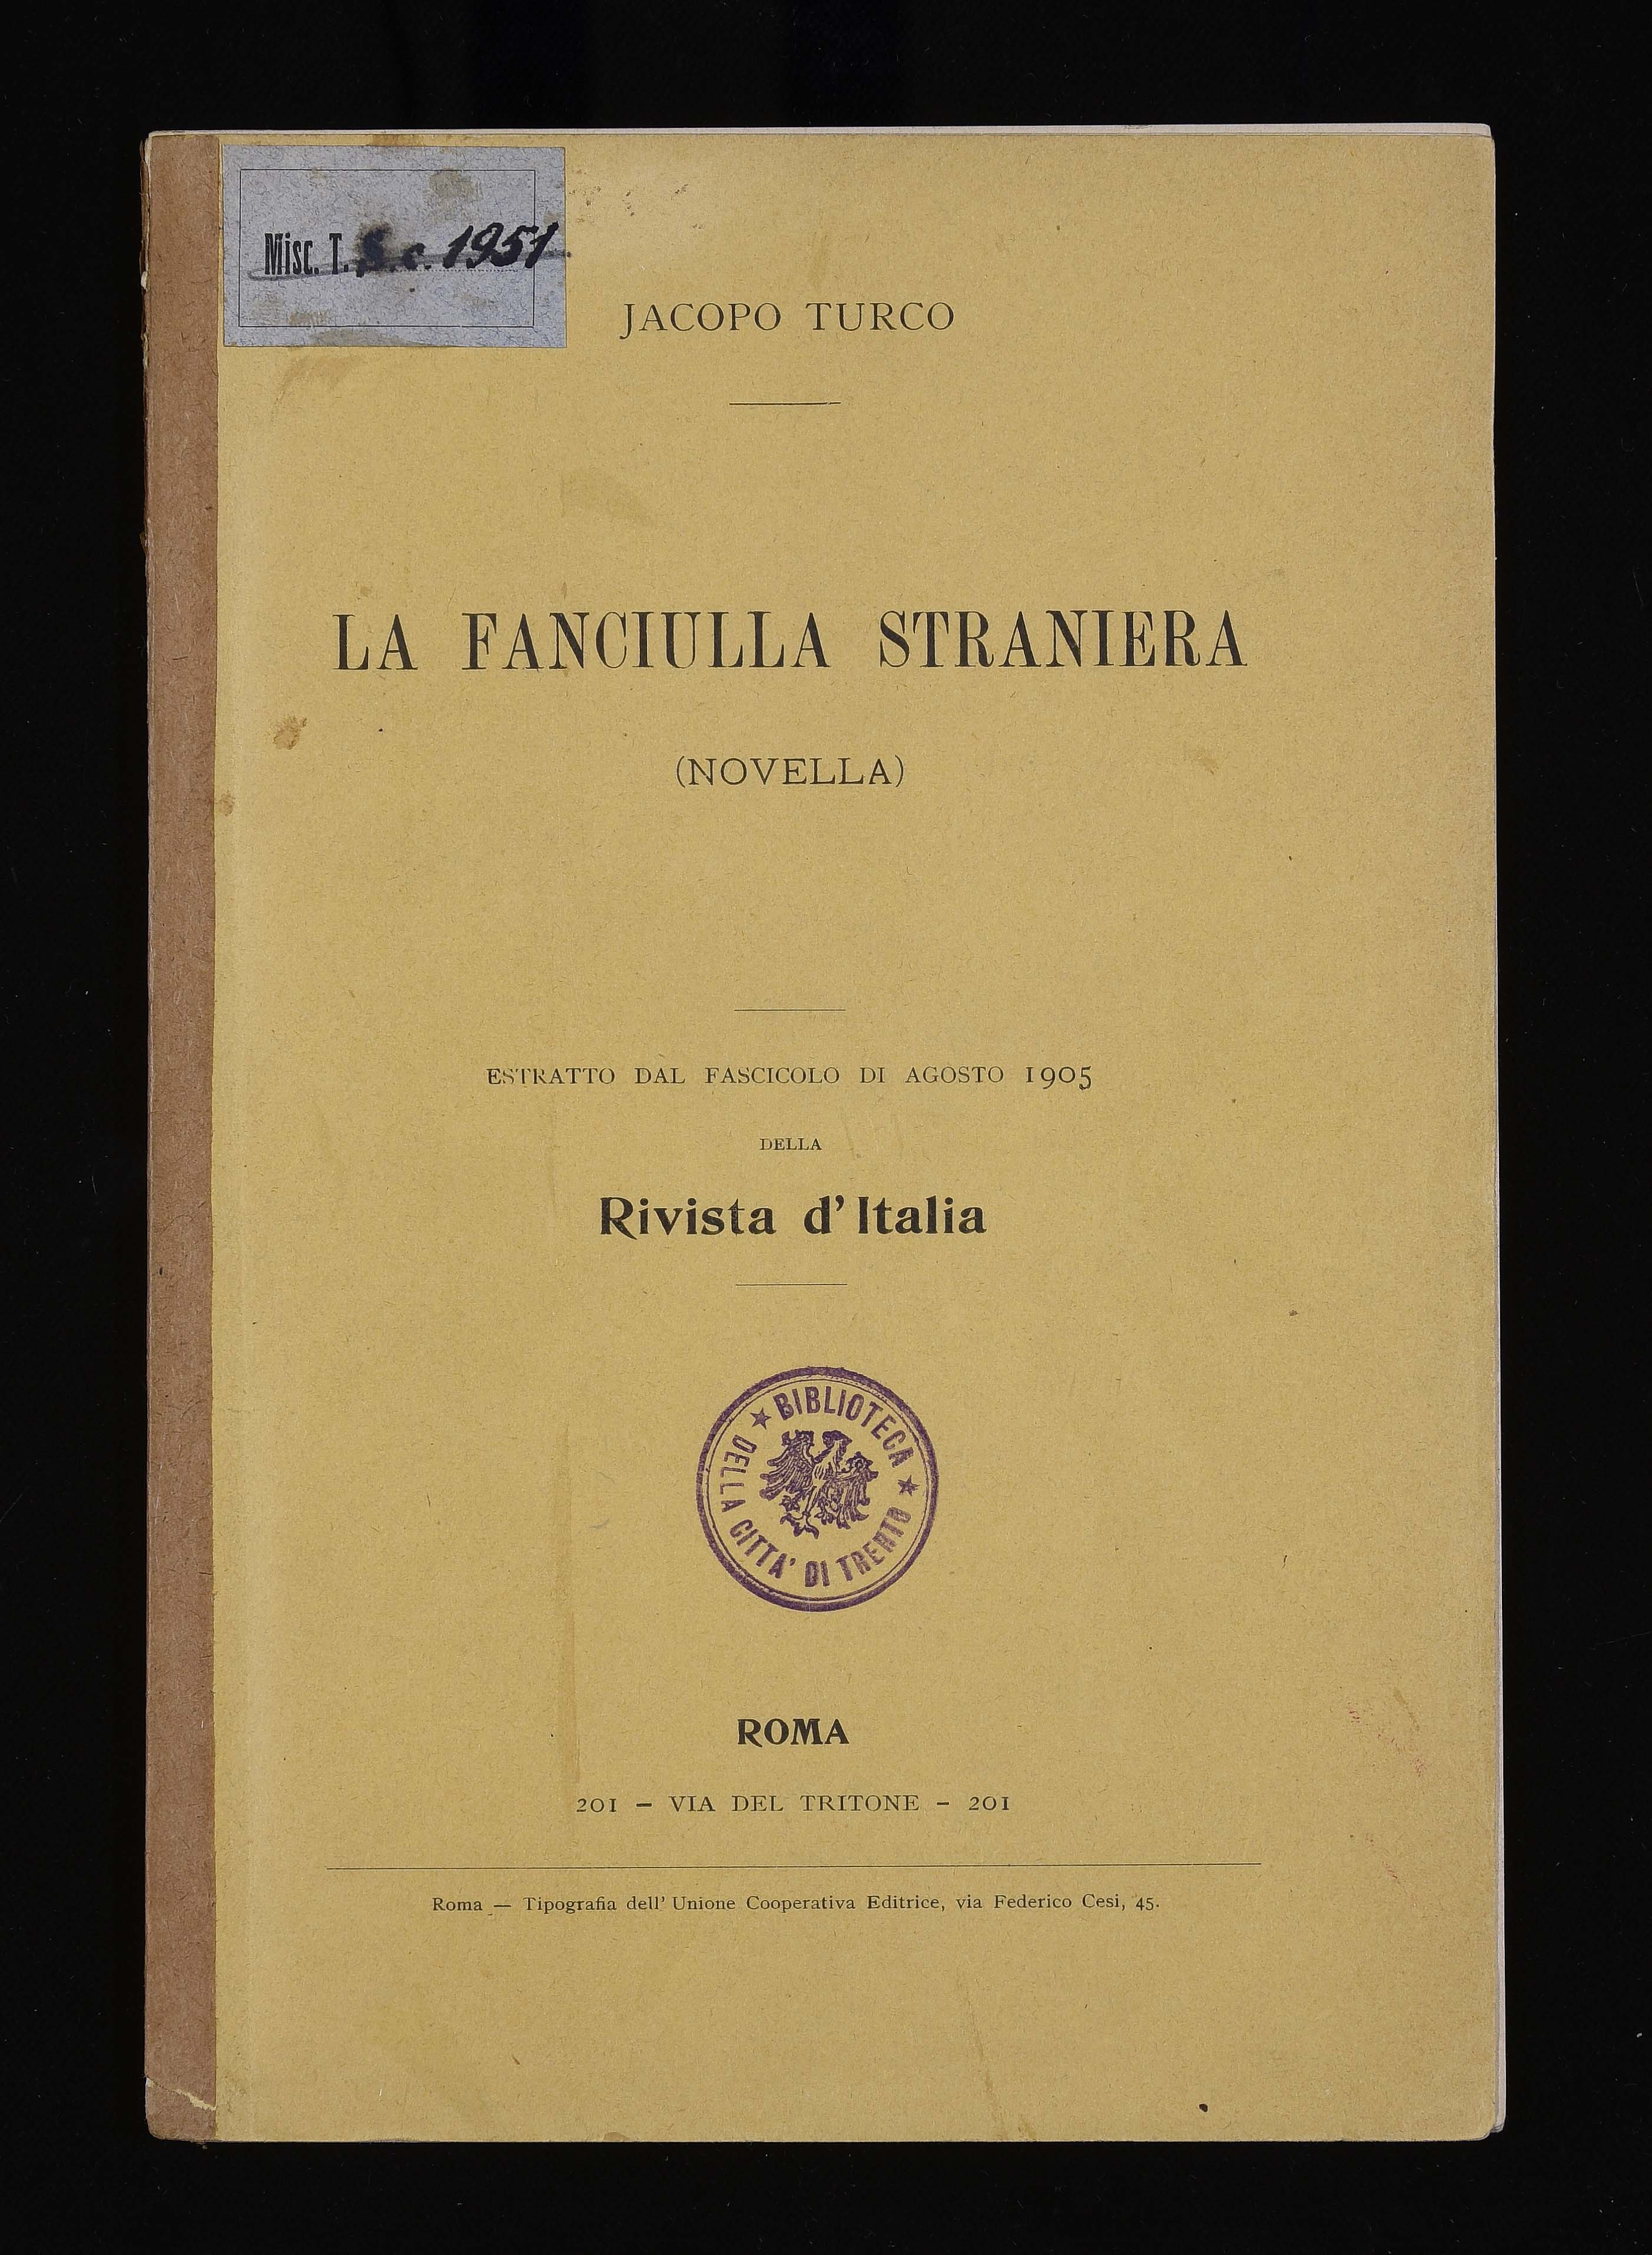 Misc. T. S.c. 1951
JACOPO TURCO
LA FANCIULLA STRANIERA
(NOVELLA)
ESTRATTO DAL FASCICOLO DI AGOSTO 1905
DELLA
Rivista d'Italia
★ BIBLIOTECA ★
DELLA CITTA' DI TRENTO
ROMA
201 – VIA DEL TRITONE – 201
Roma — Tipografia dell' Unione Cooperativa Editrice, via Federico Cesi, 45.